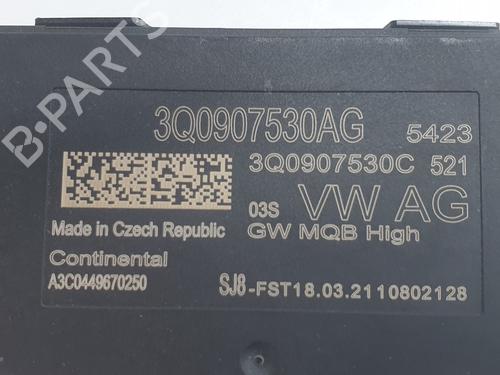 3Q0907530AG 5423
3Q0907530C 521
03S VW AG
Made in Czech Republic GW MQB High
Continental
A3C0449670250 SJ8-FST18.03.2110802128
B-PARTS